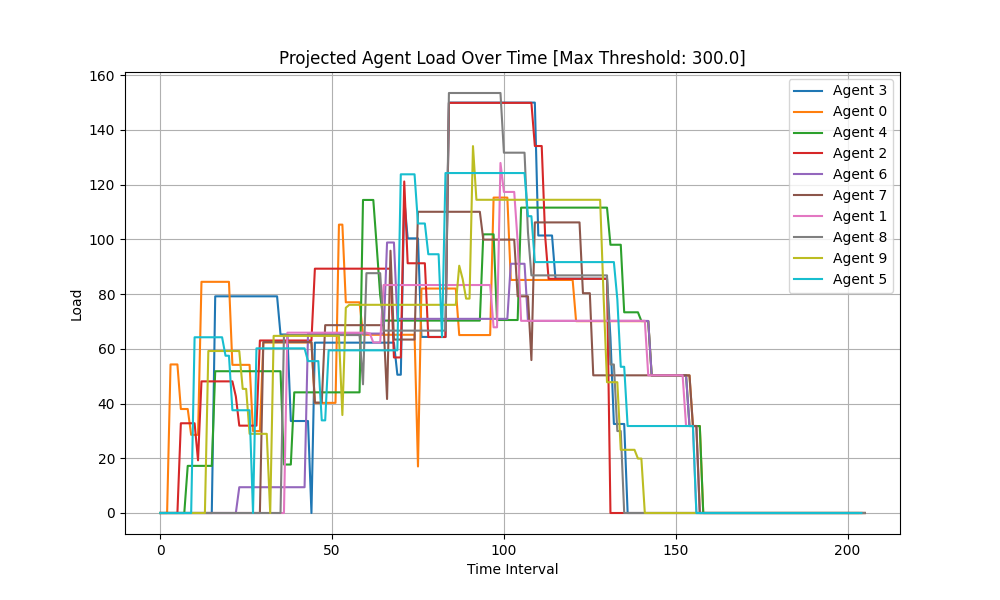 Projected Agent Load Over Time [Max Threshold: 300.0]
160
140
120
100
80
60
40
20
0
Load
0 50 100 150 200
Time Interval
Agent 3
Agent 0
Agent 4
Agent 2
Agent 6
Agent 7
Agent 1
Agent 8
Agent 9
Agent 5